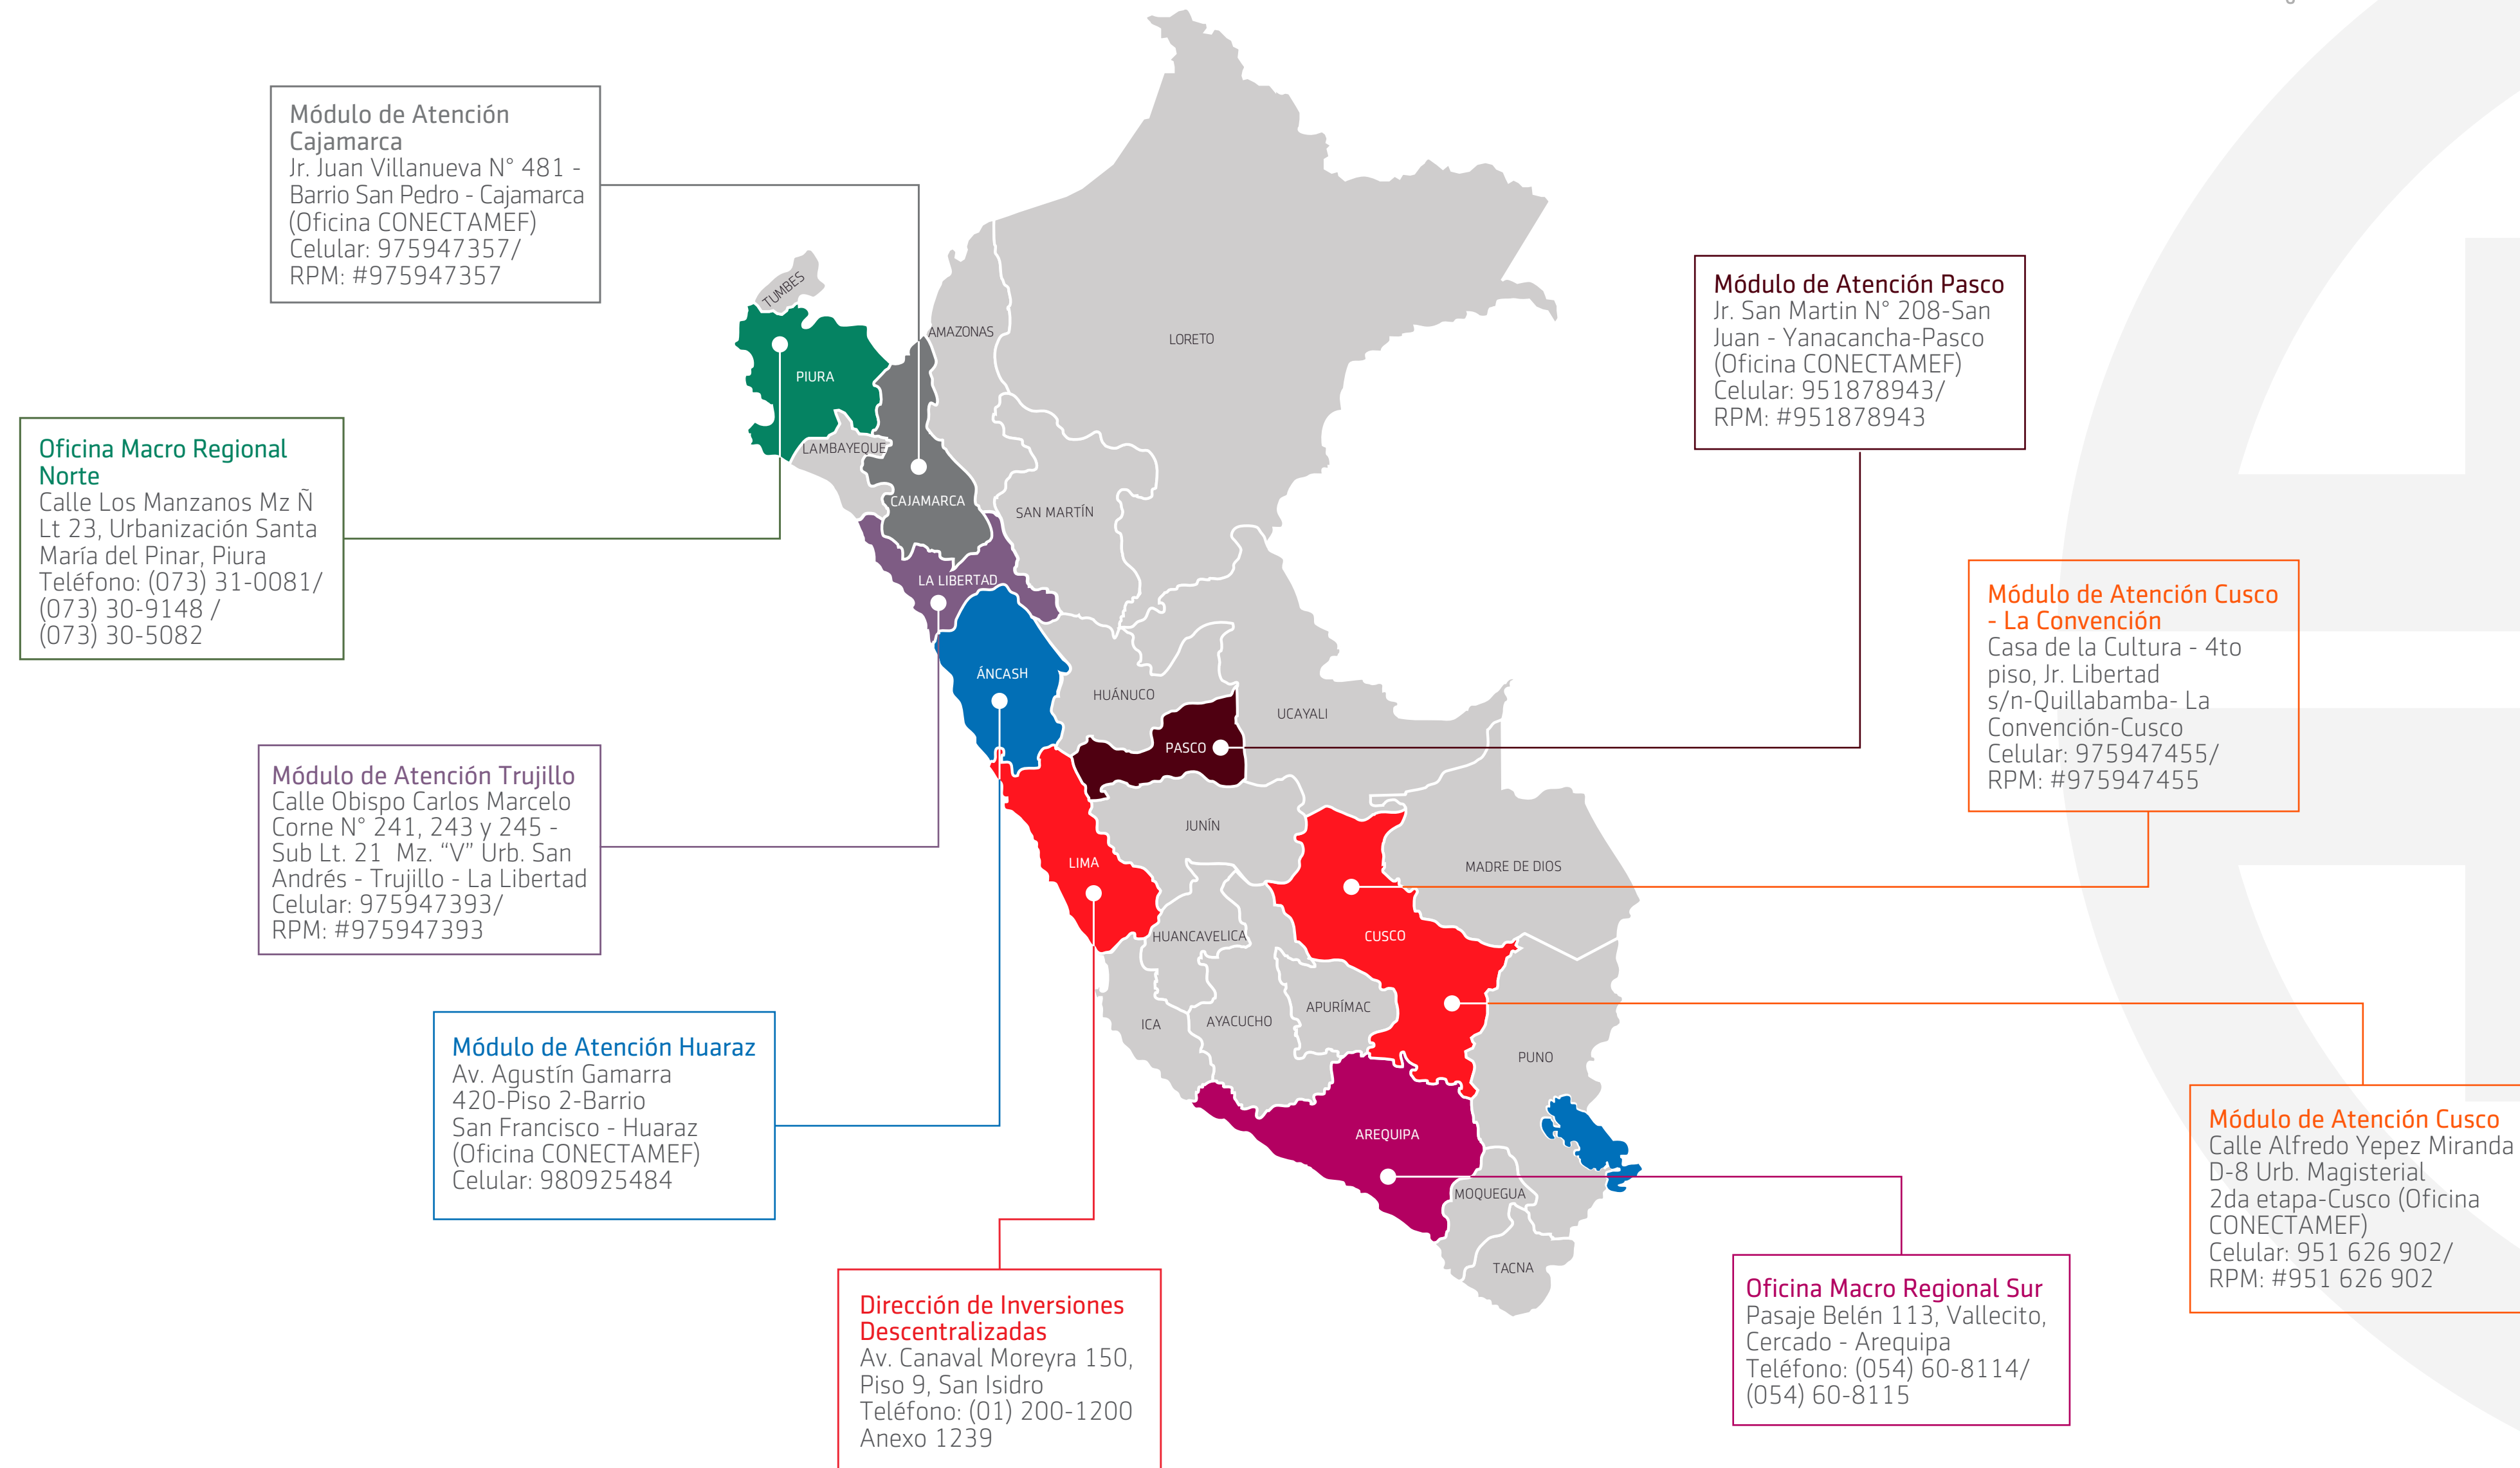 Módulo de Atención
Cajamarca
Jr. Juan Villanueva N° 481 -
Barrio San Pedro - Cajamarca
(Oficina CONECTAMEF)
Celular: 975947357/
RPM: #975947357
Módulo de Atención Pasco
Jr. San Martin N° 208-San
Juan - Yanacancha-Pasco
(Oficina CONECTAMEF)
Celular: 951878943/
RPM: #951878943
Oficina Macro Regional
Norte
Calle Los Manzanos Mz Ñ
Lt 23, Urbanización Santa
María del Pinar, Piura
Teléfono: (073) 31-0081/
(073) 30-9148 /
(073) 30-5082
Módulo de Atención Cusco
- La Convención
Casa de la Cultura - 4to
piso, Jr. Libertad
s/n-Quillabamba- La
Convención-Cusco
Celular: 975947455/
RPM: #975947455
Módulo de Atención Trujillo
Calle Obispo Carlos Marcelo
Corne N° 241, 243 y 245 -
Sub Lt. 21 Mz. “V” Urb. San
Andrés - Trujillo - La Libertad
Celular: 975947393/
RPM: #975947393
Módulo de Atención Huaraz
Av. Agustín Gamarra
420-Piso 2-Barrio
San Francisco - Huaraz
(Oficina CONECTAMEF)
Celular: 980925484
Módulo de Atención Cusco
Calle Alfredo Yepez Miranda
D-8 Urb. Magisterial
2da etapa-Cusco (Oficina
CONECTAMEF)
Celular: 951 626 902/
RPM: #951 626 902
Dirección de Inversiones
Descentralizadas
Av. Canaval Moreyra 150,
Piso 9, San Isidro
Teléfono: (01) 200-1200
Anexo 1239
Oficina Macro Regional Sur
Pasaje Belén 113, Vallecito,
Cercado - Arequipa
Teléfono: (054) 60-8114/
(054) 60-8115
TUMBES
AMAZONAS
LORETO
PIURA
LAMBAYEQUE
CAJAMARCA
SAN MARTÍN
LA LIBERTAD
ÁNCASH
HUÁNUCO
UCAYALI
PASCO
JUNÍN
LIMA
MADRE DE DIOS
HUANCAVELICA
CUSCO
APURÍMAC
ICA
AYACUCHO
PUNO
AREQUIPA
MOQUEGUA
TACNA